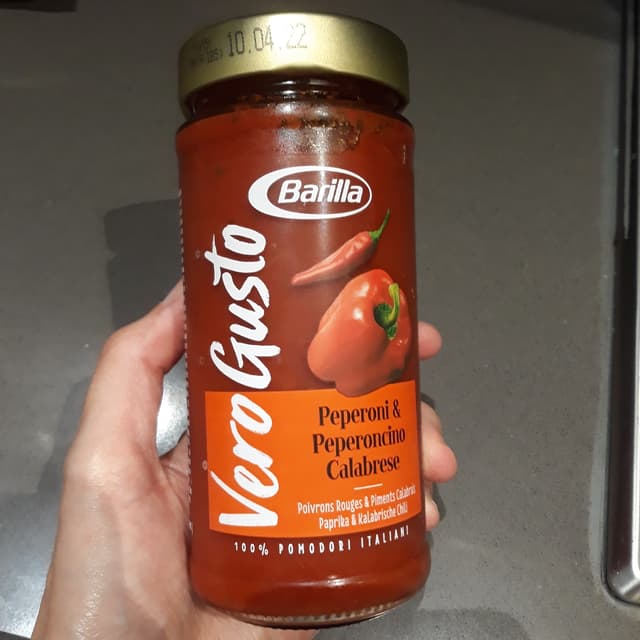 10.04.22
Barilla
Vero Gusto
Peperoni &
Peperoncino
Calabrese
Poivrons Rouges & Piments Calabrais
Paprika & Kalabrische Chili
100% POMODORI ITALIANI